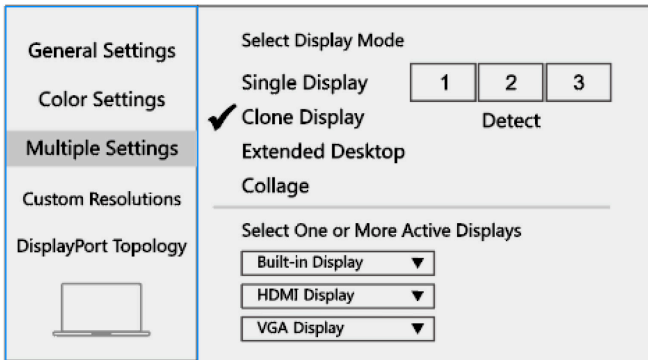 General Settings
Color Settings
Multiple Settings
Custom Resolutions
DisplayPort Topology
Select Display Mode
Single Display
1 2 3
Clone Display
Detect
Extended Desktop
Collage
Select One or More Active Displays
Built-in Display
HDMI Display
VGA Display